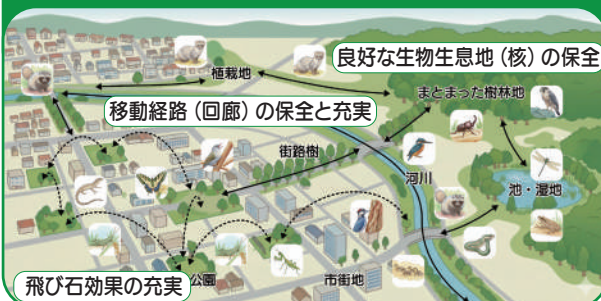 良好な生物生息地（核）の保全
植栽地
まとまった樹林地
移動経路（回廊）の保全と充実
街路樹
河川
池・湿地
飛び石効果の充実
公園
市街地